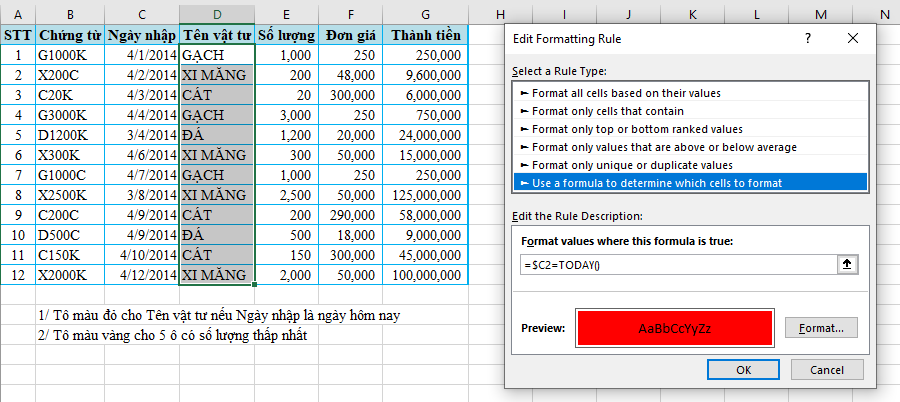 A B C D E F G H I J K L M N
STT Chứng từ Ngày nhập Tên vật tư Số lượng Đơn giá Thành tiền
1 G1000K 4/1/2014 GẠCH 1,000 250 250,000
2 X200C 4/2/2014 XI MĂNG 200 48,000 9,600,000
3 C20K 4/3/2014 CÁT 20 300,000 6,000,000
4 G3000K 4/4/2014 GẠCH 3,000 250 750,000
5 D1200K 3/4/2014 ĐÁ 1,200 20,000 24,000,000
6 X300K 4/6/2014 XI MĂNG 300 50,000 15,000,000
7 G1000C 4/7/2014 GẠCH 1,000 250 250,000
8 X2500K 3/8/2014 XI MĂNG 2,500 50,000 125,000,000
9 C200C 4/9/2014 CÁT 200 290,000 58,000,000
10 D500C 4/9/2014 ĐÁ 500 18,000 9,000,000
11 C150K 4/10/2014 CÁT 150 300,000 45,000,000
12 X2000K 4/12/2014 XI MĂNG 2,000 50,000 100,000,000
1/ Tô màu đỏ cho Tên vật tư nếu Ngày nhập là ngày hôm nay
2/ Tô màu vàng cho 5 ô có số lượng thấp nhất
Edit Formatting Rule ? ×
Select a Rule Type:
► Format all cells based on their values
► Format only cells that contain
► Format only top or bottom ranked values
► Format only values that are above or below average
► Format only unique or duplicate values
► Use a formula to determine which cells to format
Edit the Rule Description:
Format values where this formula is true:
=$C2=TODAY()
Preview: AaBbCcYyZz Format...
OK Cancel